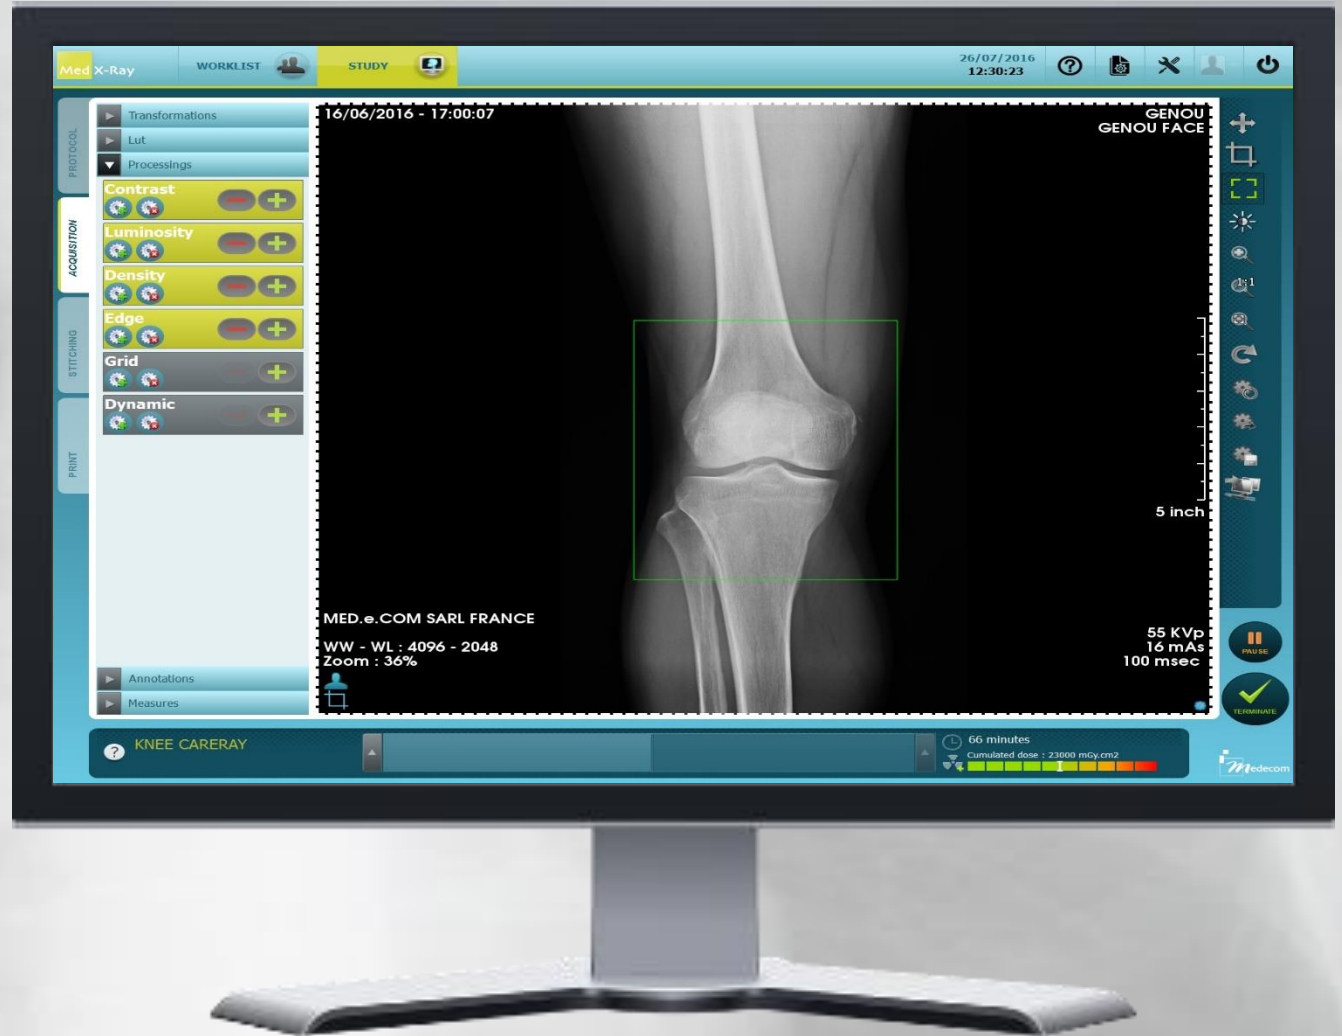 Med X-Ray
WORKLIST
STUDY
26/07/2016
12:30:23
PROTOCOL
ACQUISITION
STITCHING
PRINT
Transformations
Lut
Processings
Contrast
Luminosity
Density
Edge
Grid
Dynamic
Annotations
Measures
16/06/2016 - 17:00:07
GENOU
GENOU FACE
1:1
5 inch
MED.e.COM SARL FRANCE
WW - WL : 4096 - 2048
Zoom : 36%
55 KVp
16 mAs
100 msec
PAUSE
TERMINATE
KNEE CARERAY
66 minutes
Cumulated dose : 23000 mGy.cm2
Medecom